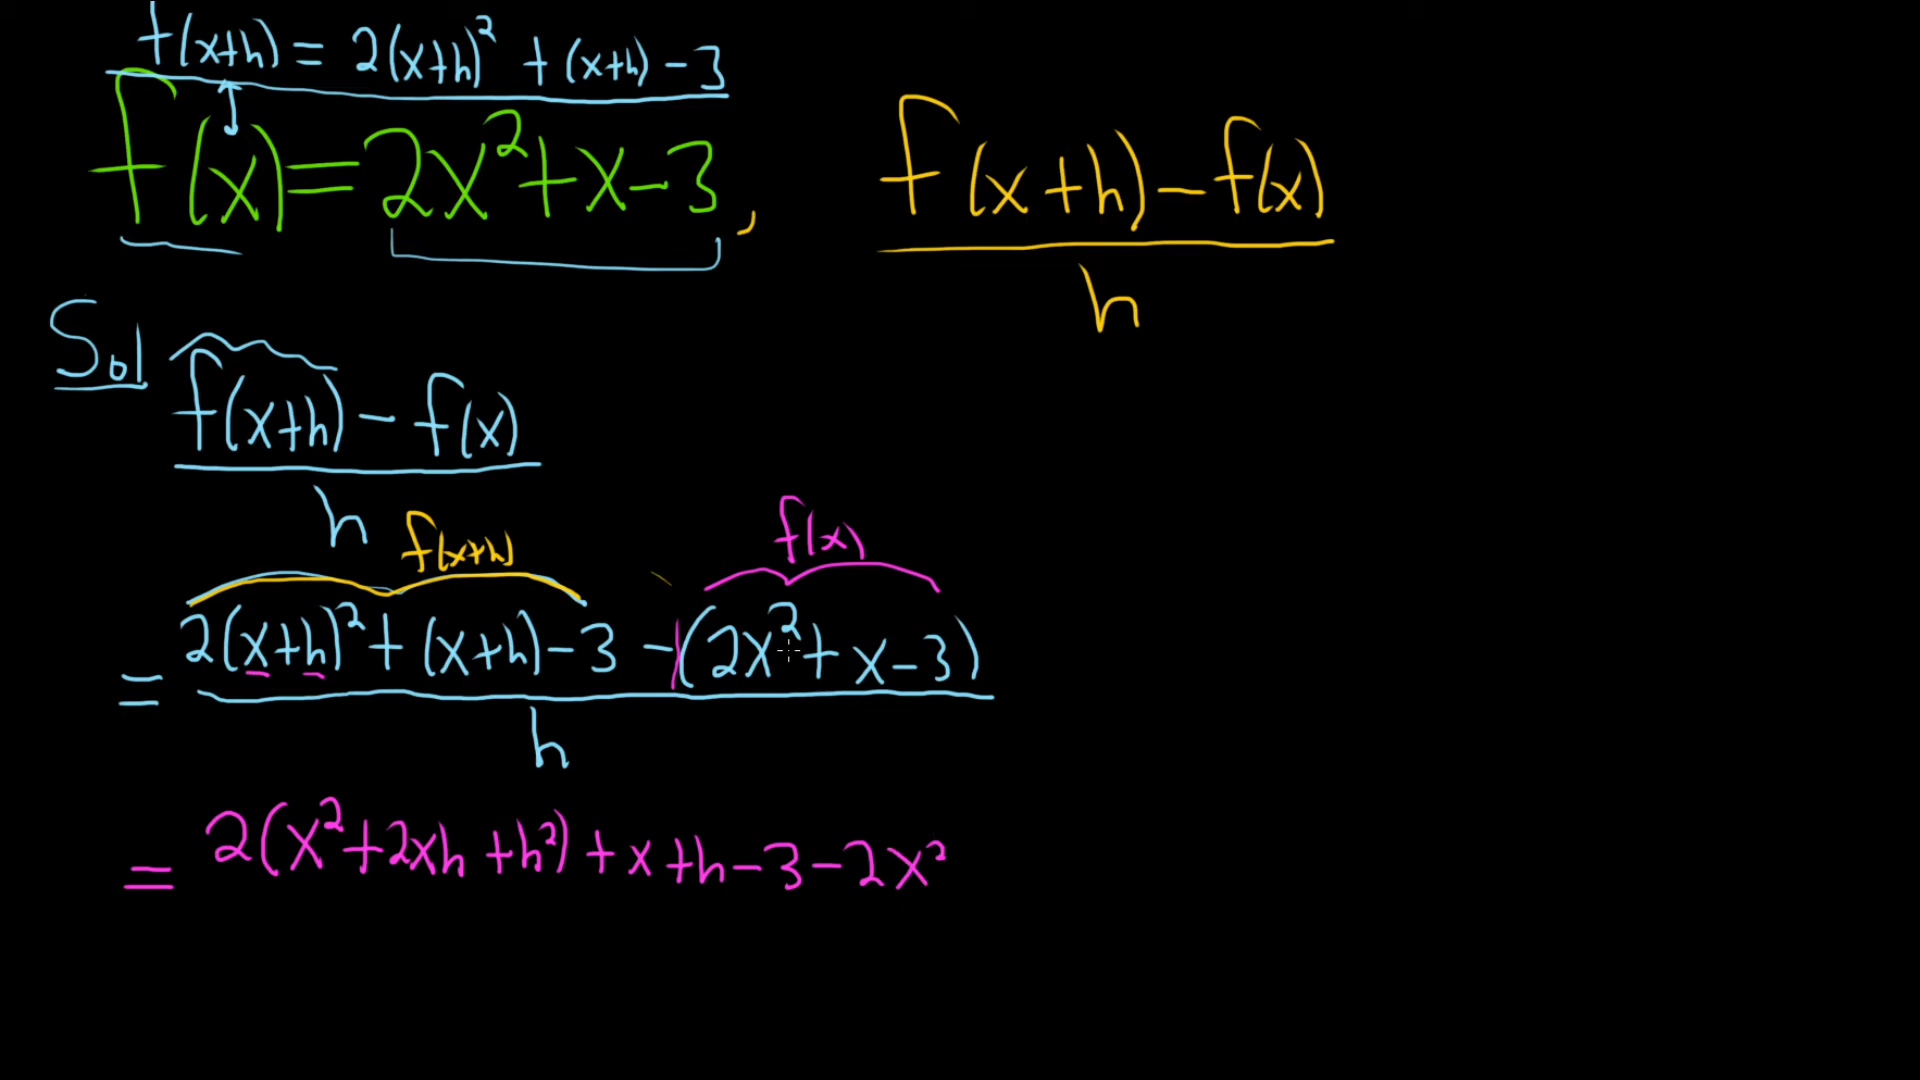 f(x+h) = 2(x+h)² + (x+h) - 3
f(x) = 2x² + x - 3,
f(x+h) - f(x)
h
Sol
f(x+h) - f(x)
h
f(x+h)
f(x)
= 2(x+h)² + (x+h) - 3 - (2x² + x - 3)
h
= 2(x² + 2xh + h²) + x + h - 3 - 2x²